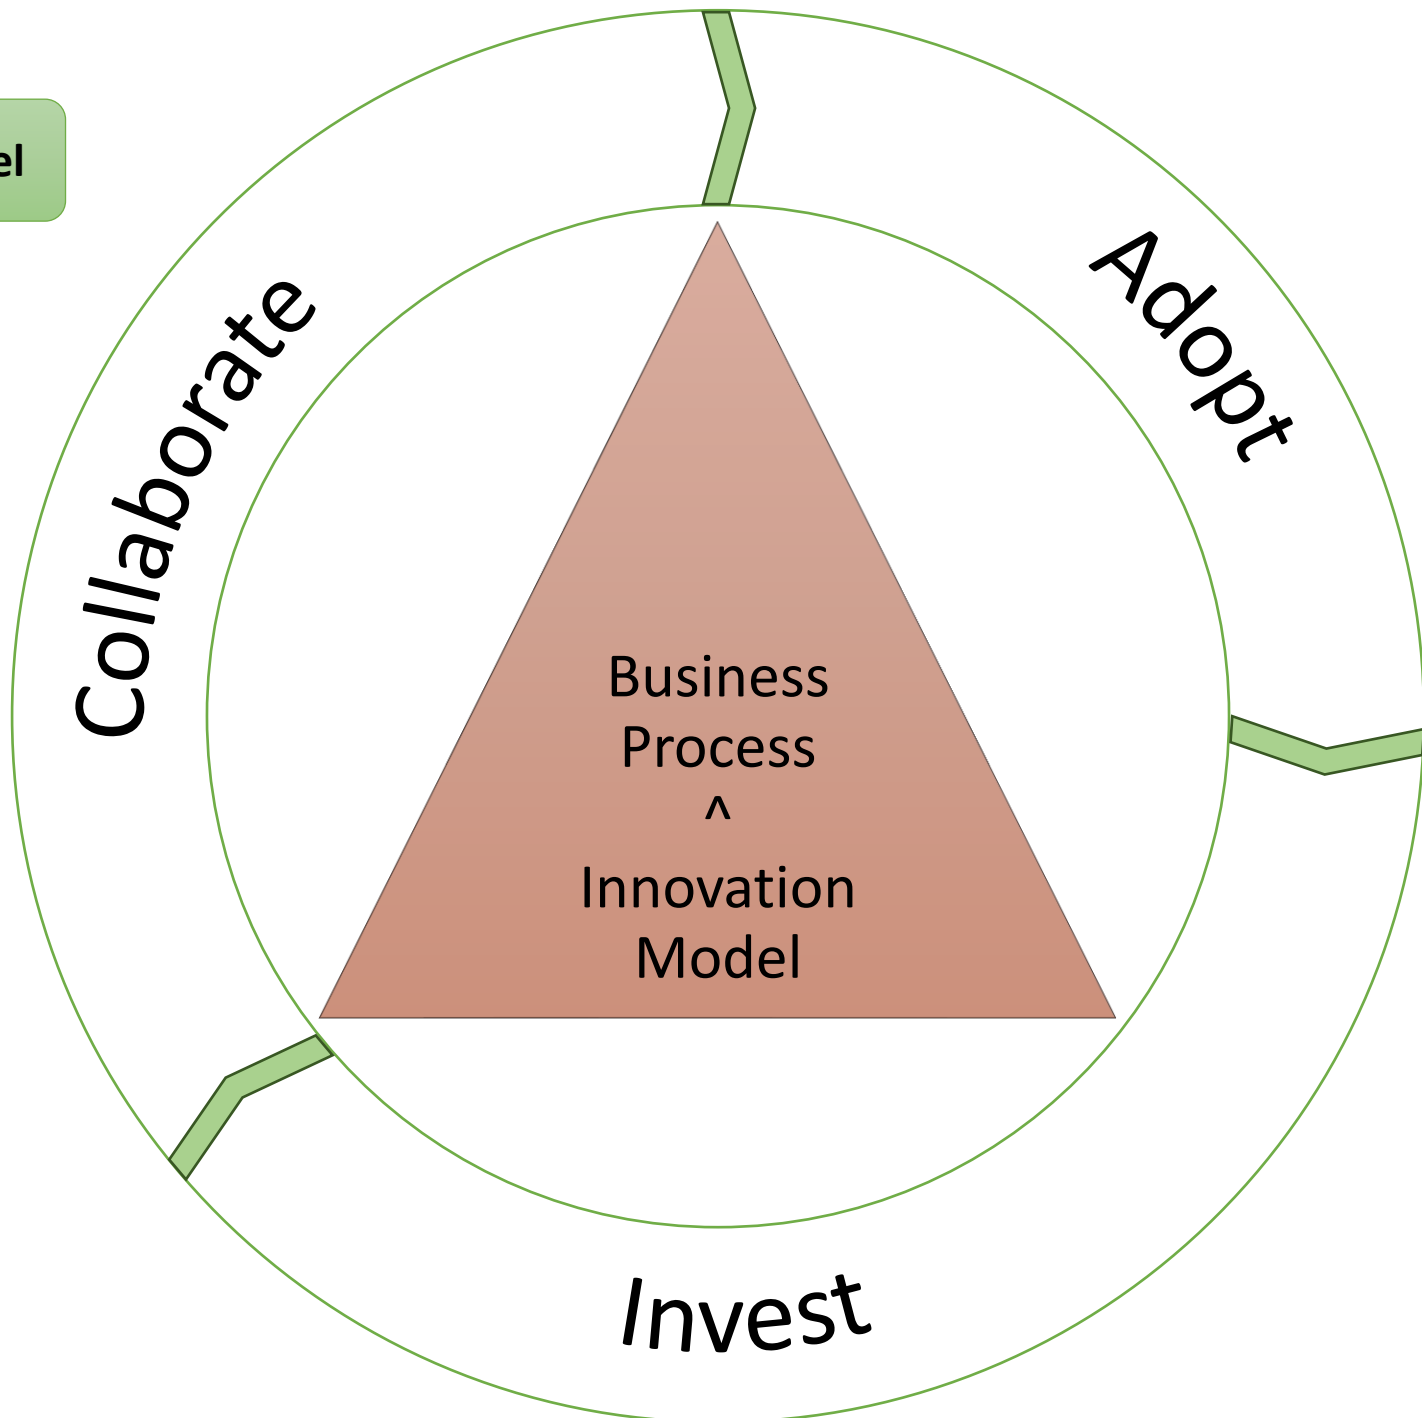 el
Collaborate
Adopt
Business
Process
^
Innovation
Model
Invest